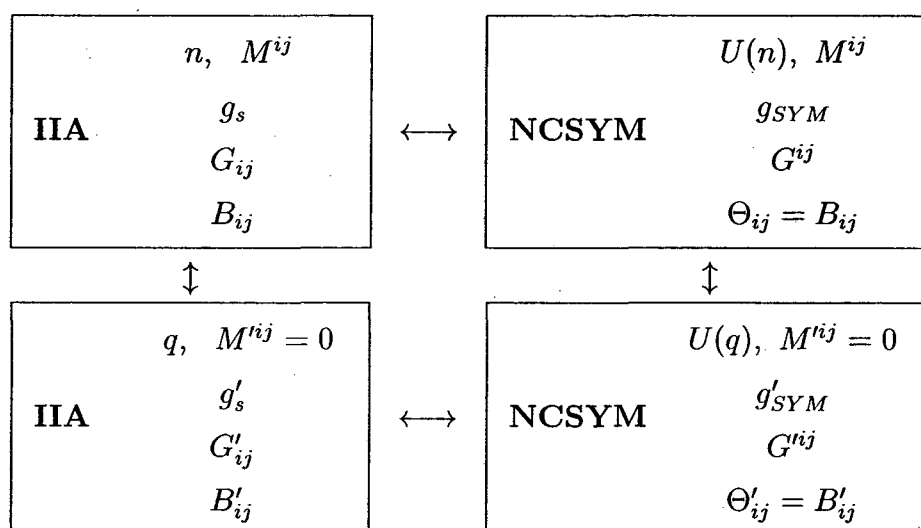 n, M^{ij}
IIA g_s
G_{ij}
B_{ij}
⟷
U(n), M^{ij}
NCSYM g_{SYM}
G^{ij}
Θ_{ij} = B_{ij}
↕ ↕
q, M'^{ij} = 0
IIA g'_s
G'_{ij}
B'_{ij}
⟷
U(q), M'^{ij} = 0
NCSYM g'_{SYM}
G'^{ij}
Θ'_{ij} = B'_{ij}